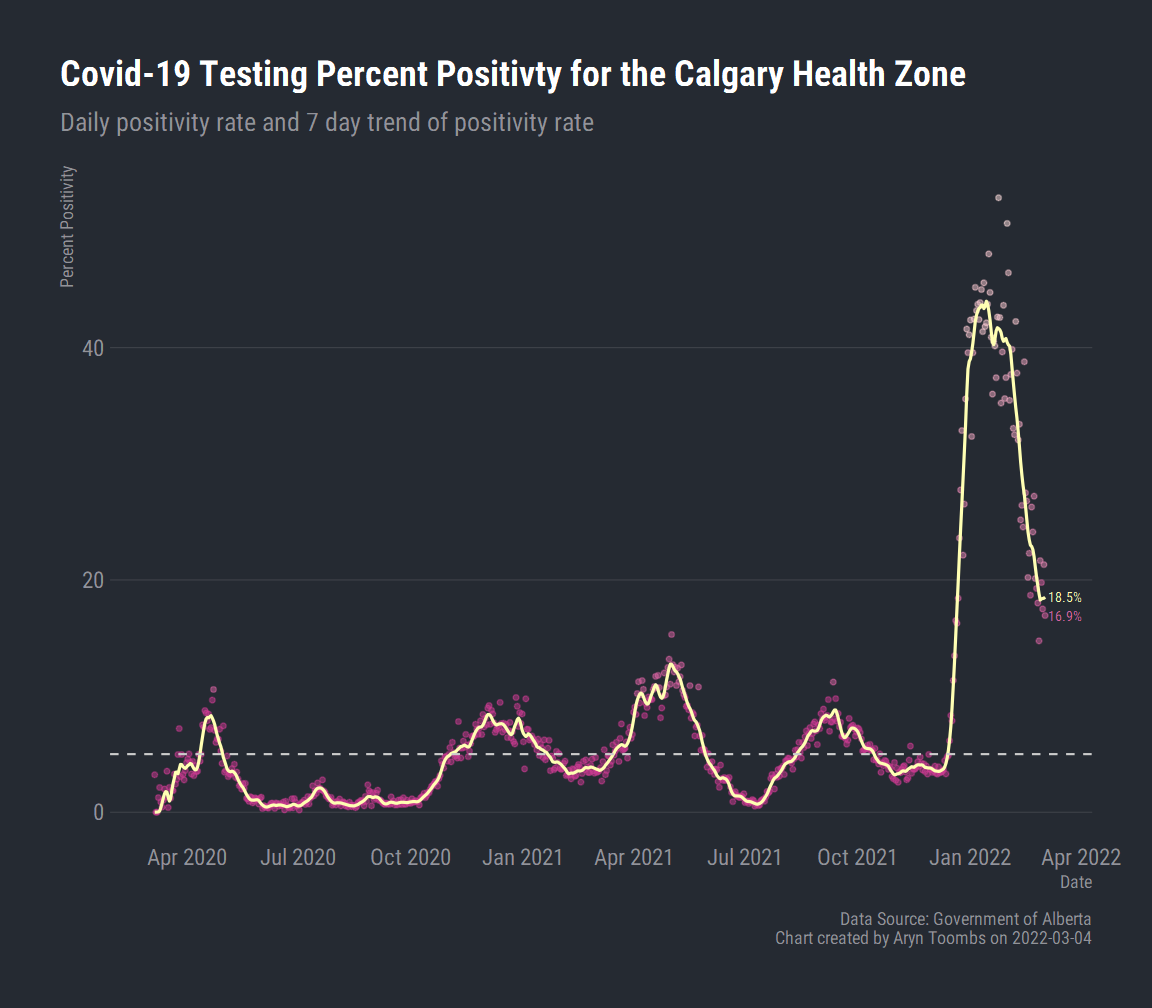 Covid-19 Testing Percent Positivty for the Calgary Health Zone
Daily positivity rate and 7 day trend of positivity rate
Percent Positivity
40
20
0
18.5%
16.9%
Apr 2020 Jul 2020 Oct 2020 Jan 2021 Apr 2021 Jul 2021 Oct 2021 Jan 2022 Apr 2022
Date
Data Source: Government of Alberta
Chart created by Aryn Toombs on 2022-03-04